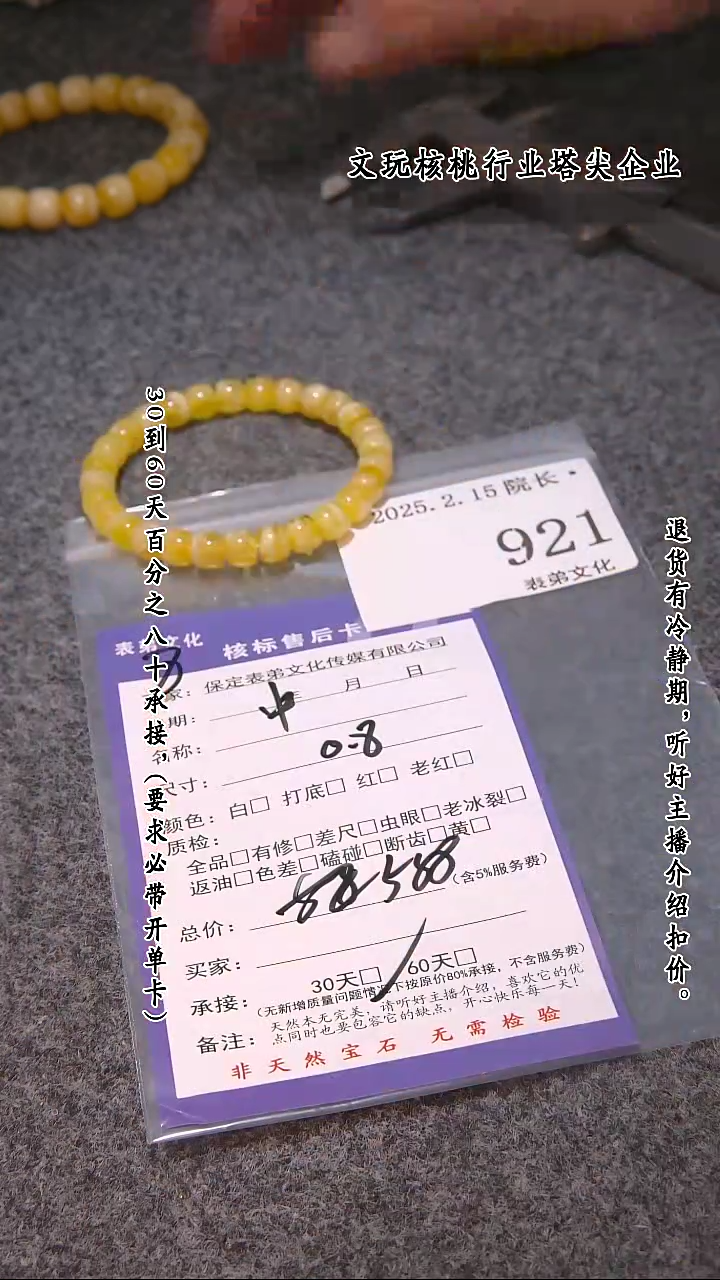 文玩核桃行业塔尖企业
30到60天百分之八十承接，（要求必带开单卡）
退货有冷静期，听好主播介绍扣价。
2025.2.15 院长
921
表弟文化
表弟文化 核标售后卡
家：保定表弟文化传媒有限公司
期： 中 年 月 日
名称： 0.8
尺寸：
颜色：白□ 打底□ 红□ 老红□
质检：
全品□有修□差尺□虫眼□老冰裂□
返油□色差□磕碰□断齿□黄□
总价： （含5%服务费）
买家：
承接： 30天□ 60天□
（无新增质量问题情况下按原价80%承接，不含服务费）
备注：天然本无完美，请听好主播介绍，喜欢它的优
点同时也要包容它的缺点，开心快乐每一天！
非天然宝石 无需检验